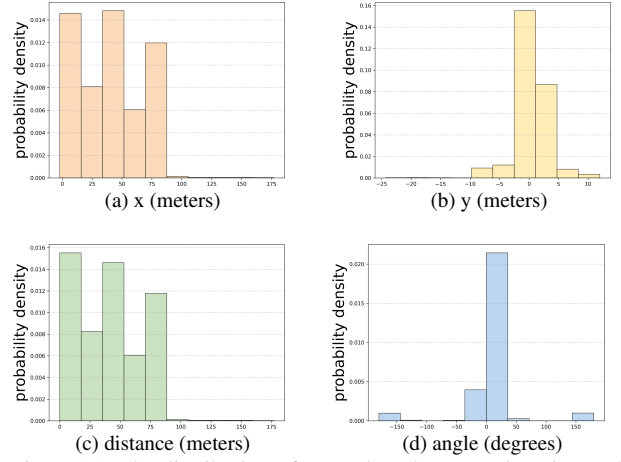 probability density
0.014
0.012
0.010
0.008
0.006
0.004
0.002
0.000
0 25 50 75 100 125 150 175
(a) x (meters)
probability density
0.16
0.14
0.12
0.10
0.08
0.06
0.04
0.02
0.00
−25 −20 −15 −10 −5 0 5 10
(b) y (meters)
probability density
0.016
0.014
0.012
0.010
0.008
0.006
0.004
0.002
0.000
0 25 50 75 100 125 150 175
(c) distance (meters)
probability density
0.020
0.015
0.010
0.005
0.000
−150 −100 −50 0 50 100 150
(d) angle (degrees)